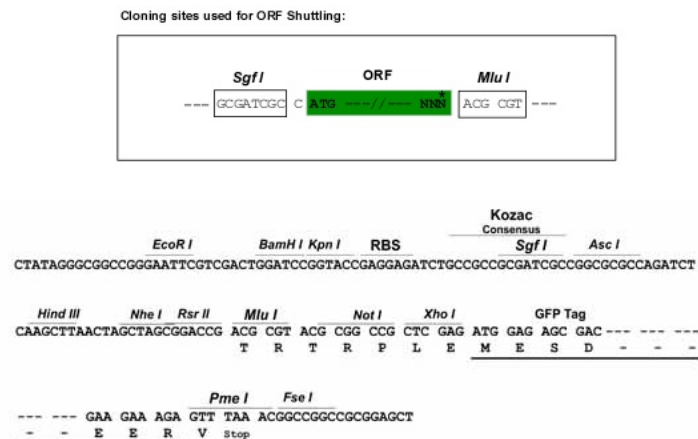 Cloning sites used for ORF Shuttling:
Sgf I ORF Mlu I
--- GCGATCGC C ATG ---//--- NNN* ACG CGT ---
Kozac
Consensus
EcoR I BamH I Kpn I RBS Sgf I Asc I
CTATAGGGCGGCCGGGAATTCGTCGACTGGATCCGGTACCGAGGAGATCTGCCGCCGCGATCGCCGGCGCGCCAGATCT
Hind III Nhe I Rsr II Mlu I Not I Xho I GFP Tag
CAAGCTTAACTAGCTAGCGGACCG ACG CGT ACG CGG CCG CTC GAG ATG GAG AGC GAC--- --- ---
T R T R P L E M E S D - - -
--- --- GAA GAA AGA GTT TAA ACGGCCGGCCGCGGAGCT
- - E E R V Stop
Pme I Fse I